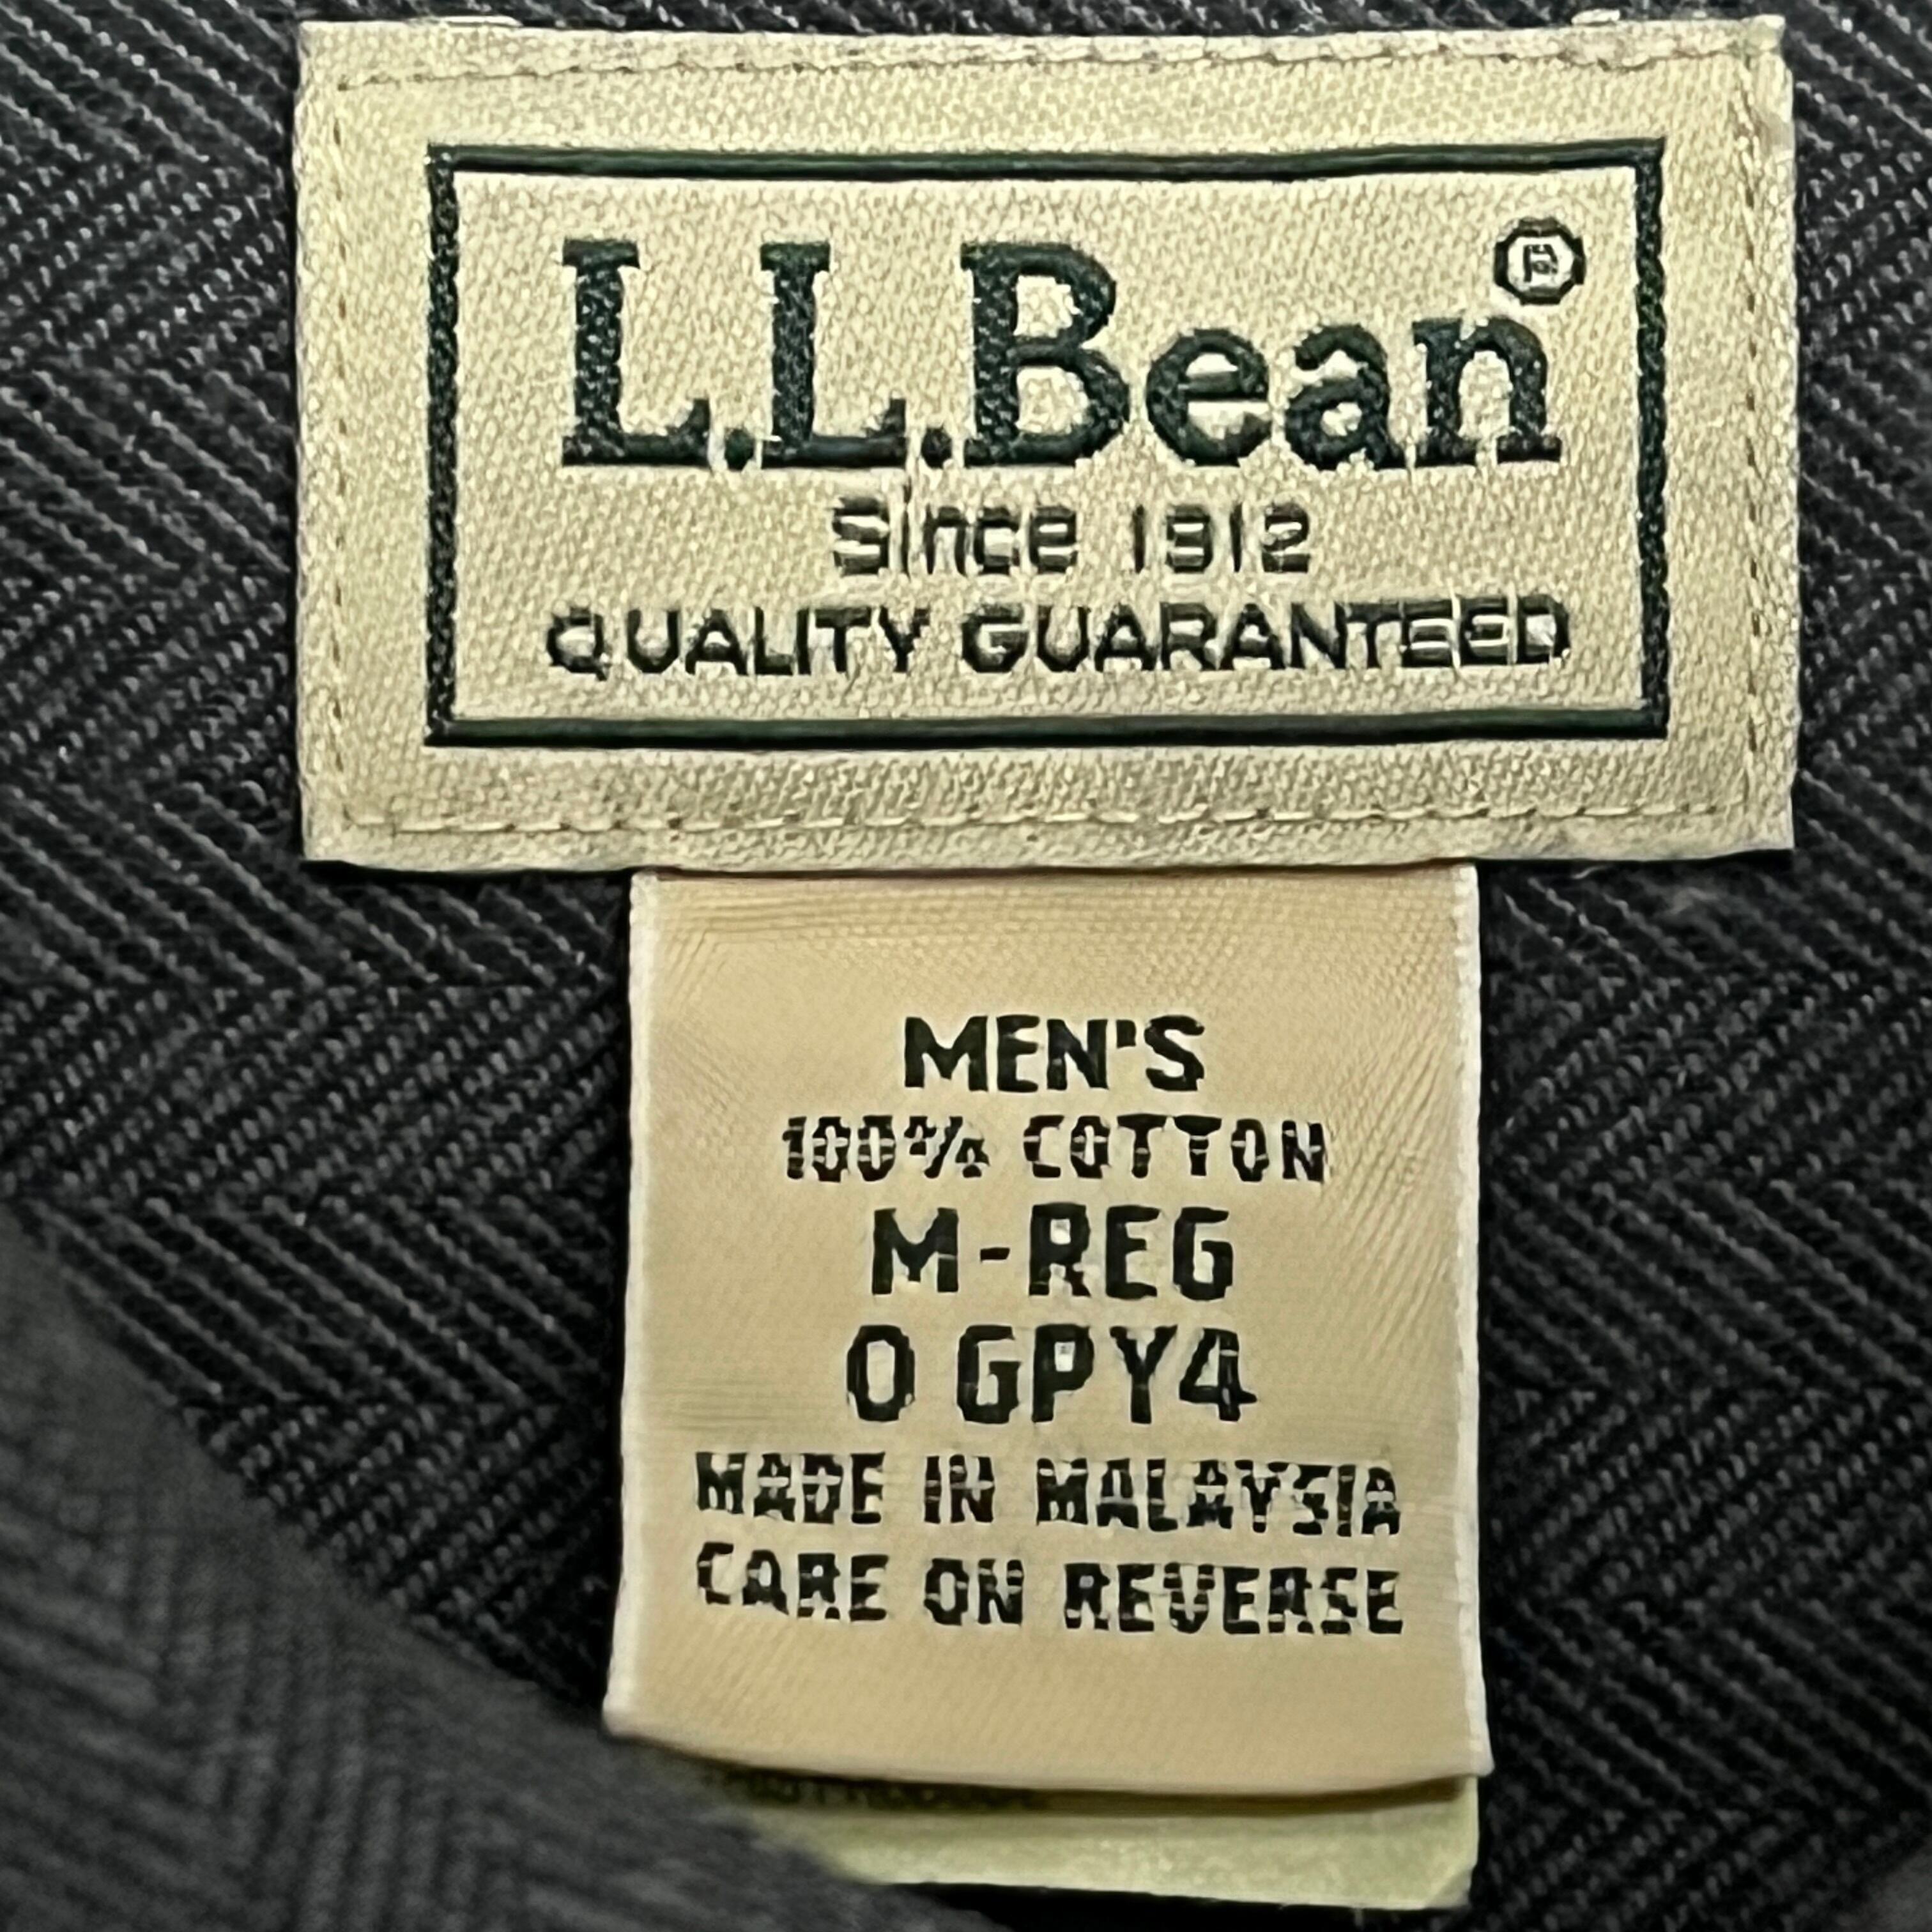 L.L.Bean®
Since 1912
QUALITY GUARANTEED
MEN'S
100% COTTON
M-REG
0 GPY4
MADE IN MALAYSIA
CARE ON REVERSE